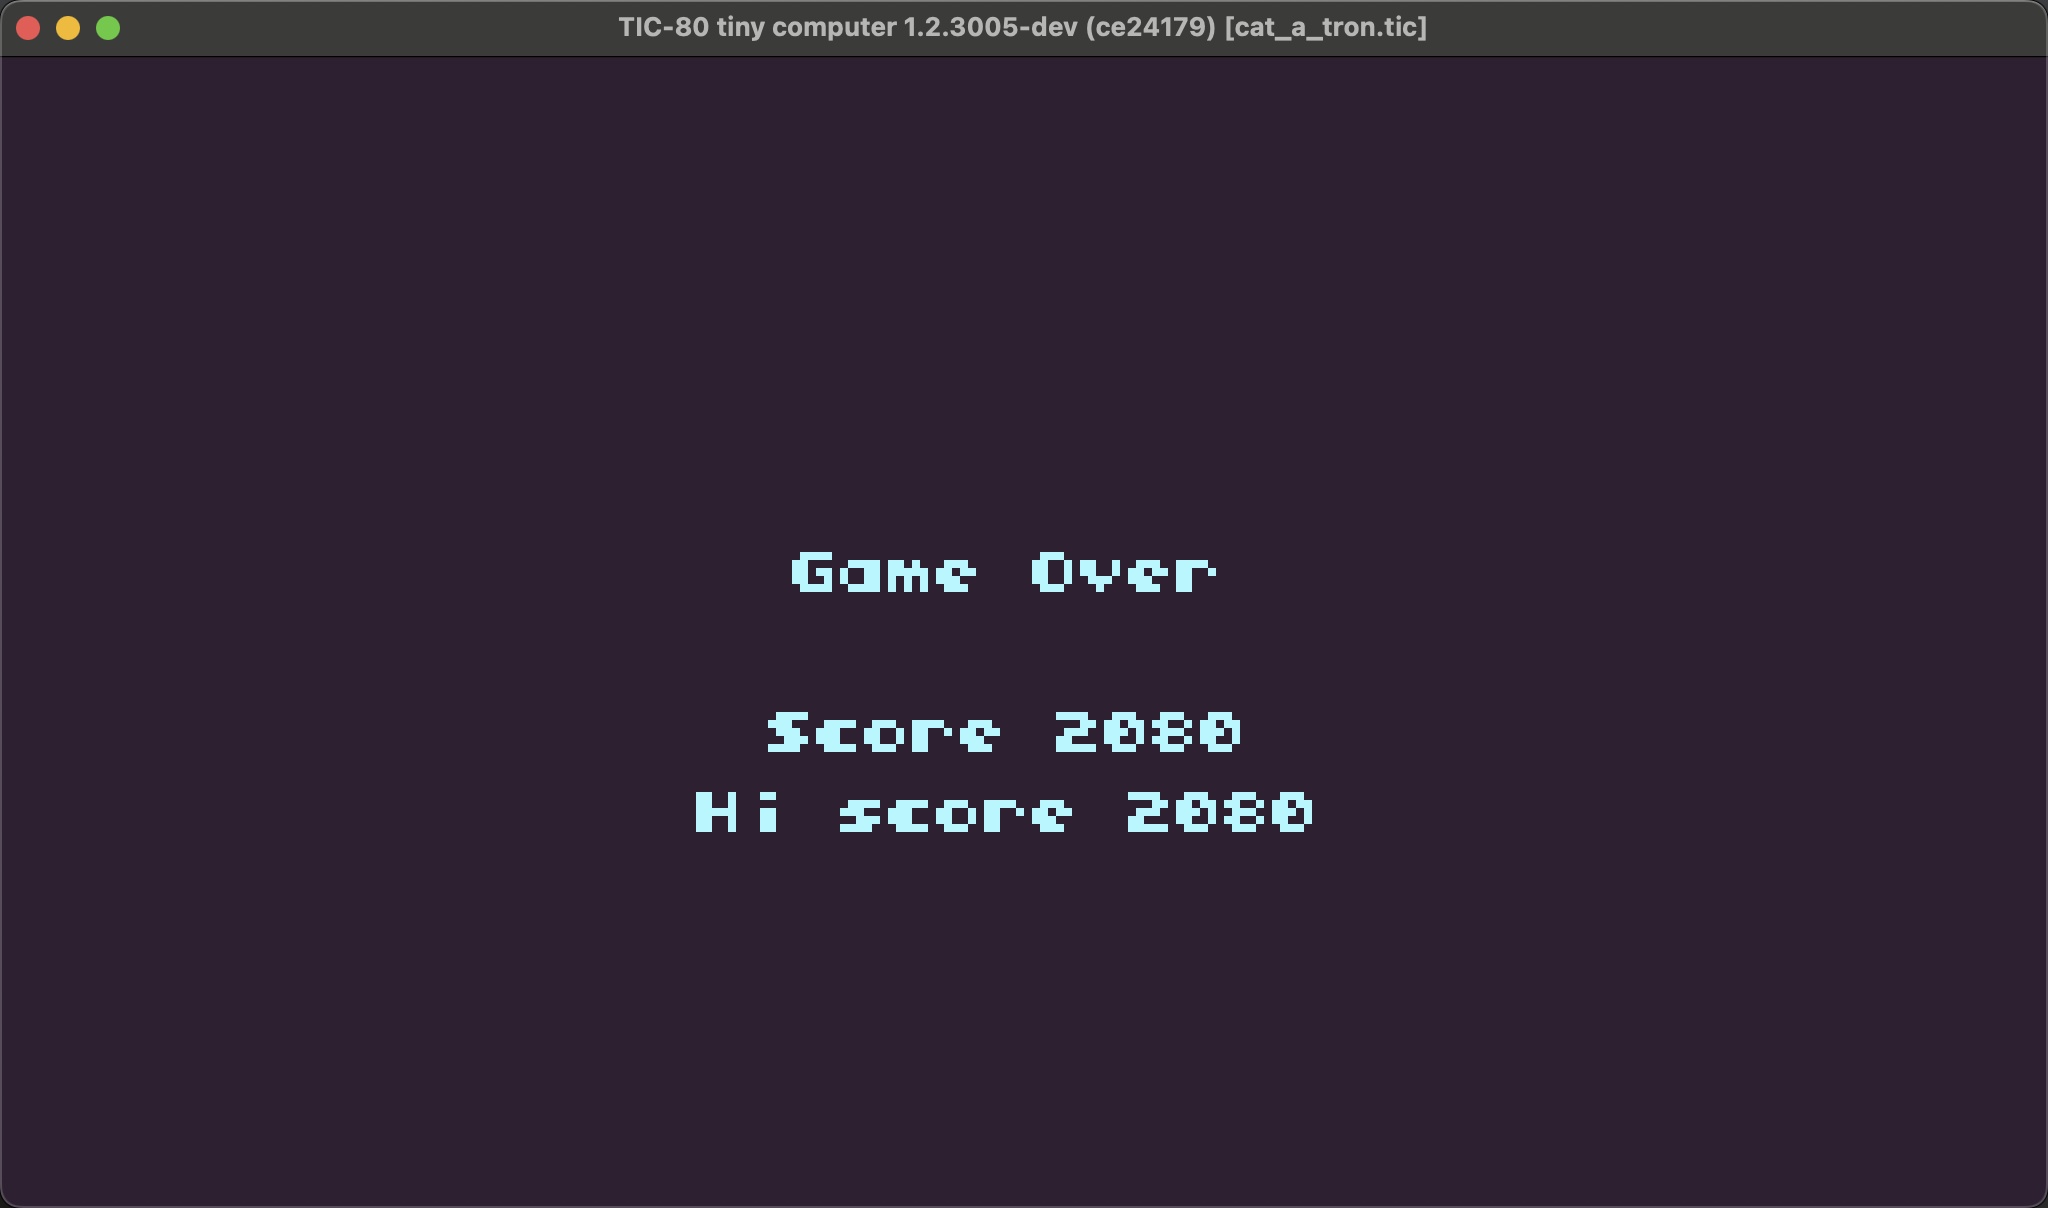 TIC-80 tiny computer 1.2.3005-dev (ce24179) [cat_a_tron.tic]
Game Over
Score 2080
Hi score 2080